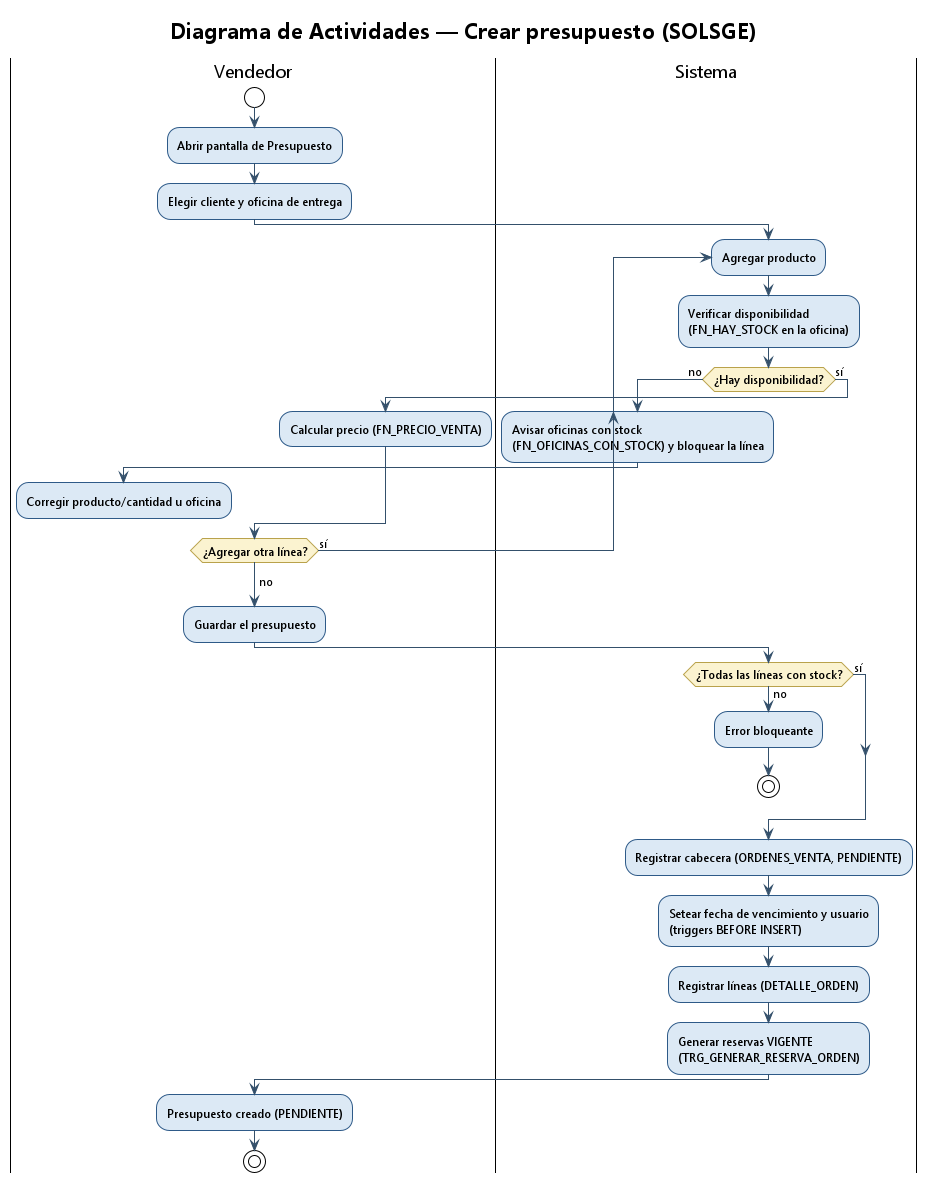 Diagrama de Actividades — Crear presupuesto (SOLSGE)
Vendedor
Sistema
Abrir pantalla de Presupuesto
Elegir cliente y oficina de entrega
Agregar producto
Verificar disponibilidad
(FN_HAY_STOCK en la oficina)
no
¿Hay disponibilidad?
sí
Calcular precio (FN_PRECIO_VENTA)
Avisar oficinas con stock
(FN_OFICINAS_CON_STOCK) y bloquear la línea
Corregir producto/cantidad u oficina
¿Agregar otra línea?
sí
no
Guardar el presupuesto
¿Todas las líneas con stock?
sí
no
Error bloqueante
Registrar cabecera (ORDENES_VENTA, PENDIENTE)
Setear fecha de vencimiento y usuario
(triggers BEFORE INSERT)
Registrar líneas (DETALLE_ORDEN)
Generar reservas VIGENTE
(TRG_GENERAR_RESERVA_ORDEN)
Presupuesto creado (PENDIENTE)